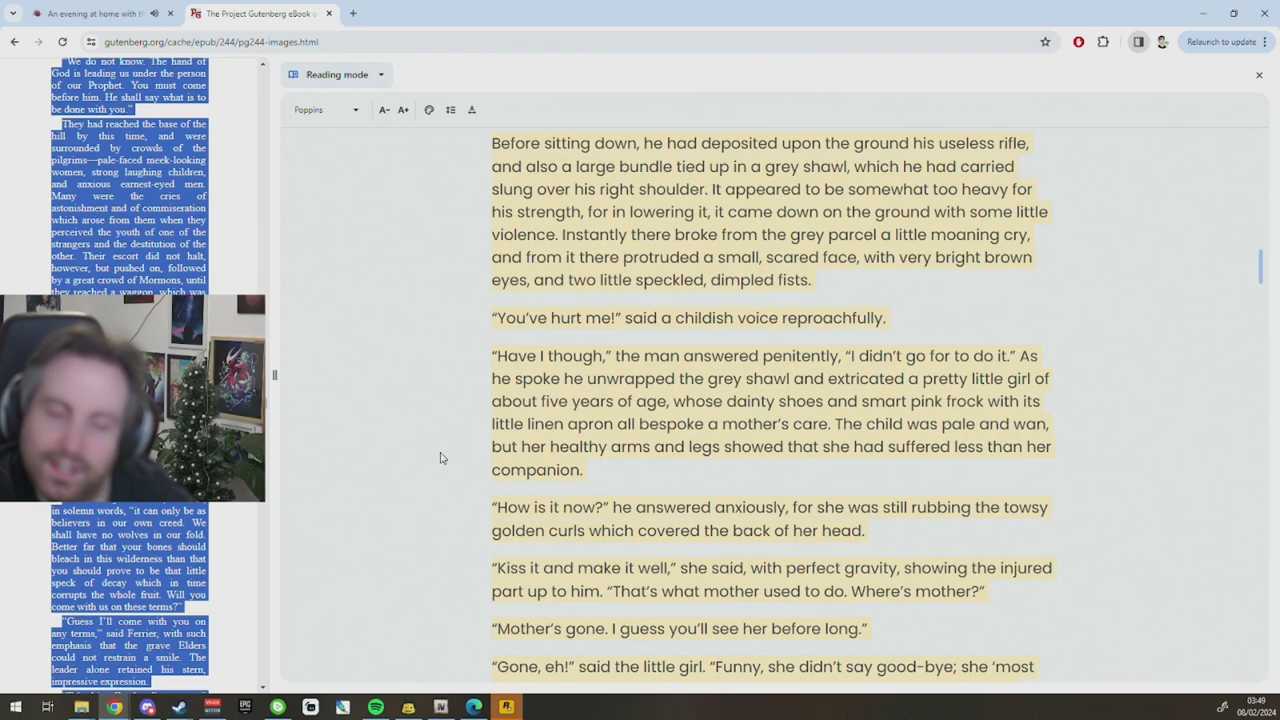 An evening at home with th
The Project Gutenberg eBook o
gutenberg.org/cache/epub/244/pg244-images.html
Relaunch to update
"We do not know. The hand of
God is leading us under the person
of our Prophet. You must come
before him. He shall say what is to
be done with you."
They had reached the base of the
hill by this time, and were
surrounded by crowds of the
pilgrims—pale-faced meek-looking
women, strong laughing children,
and anxious earnest-eyed men.
Many were the cries of
astonishment and of commiseration
which arose from them when they
perceived the youth of one of the
strangers and the destitution of the
other. Their escort did not halt,
however, but pushed on, followed
by a great crowd of Mormons, until
they reached a waggon, which was
in solemn words, "it can only be as
believers in our own creed. We
shall have no wolves in our fold.
Better far that your bones should
bleach in this wilderness than that
you should prove to be that little
speck of decay which in time
corrupts the whole fruit. Will you
come with us on these terms?"
"Guess I'll come with you on
any terms," said Ferrier, with such
emphasis that the grave Elders
could not restrain a smile. The
leader alone retained his stern,
impressive expression.
Reading mode
Poppins
A- A+
Before sitting down, he had deposited upon the ground his useless rifle,
and also a large bundle tied up in a grey shawl, which he had carried
slung over his right shoulder. It appeared to be somewhat too heavy for
his strength, for in lowering it, it came down on the ground with some little
violence. Instantly there broke from the grey parcel a little moaning cry,
and from it there protruded a small, scared face, with very bright brown
eyes, and two little speckled, dimpled fists.
“You’ve hurt me!” said a childish voice reproachfully.
“Have I though,” the man answered penitently, “I didn’t go for to do it.” As
he spoke he unwrapped the grey shawl and extricated a pretty little girl of
about five years of age, whose dainty shoes and smart pink frock with its
little linen apron all bespoke a mother’s care. The child was pale and wan,
but her healthy arms and legs showed that she had suffered less than her
companion.
“How is it now?” he answered anxiously, for she was still rubbing the towsy
golden curls which covered the back of her head.
“Kiss it and make it well,” she said, with perfect gravity, showing the injured
part up to him. “That’s what mother used to do. Where’s mother?”
“Mother’s gone. I guess you’ll see her before long.”
“Gone, eh!” said the little girl. “Funny, she didn’t say good-bye; she ‘most
03:49
08/02/2024